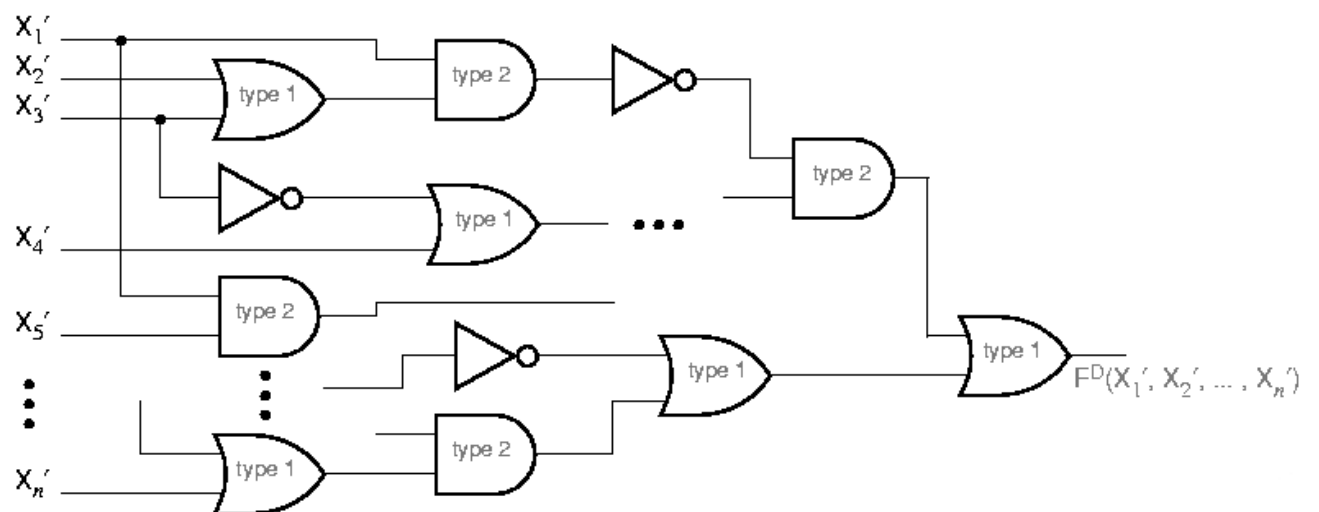 X1′
X2′
X3′
type 1
type 2
type 2
type 1
X4′
type 2
X5′
type 1
type 1
FD(X1′, X2′, ... , Xn′)
type 2
type 1
Xn′